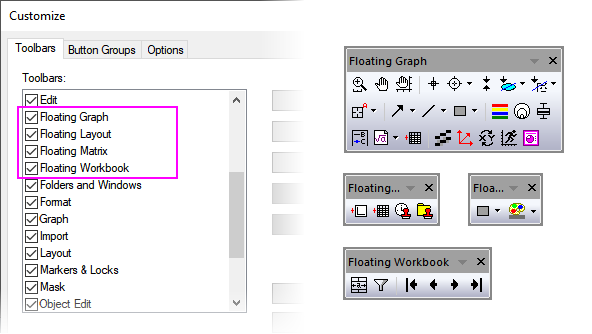 Customize
Toolbars
Button Groups
Options
Toolbars:
Edit
Floating Graph
Floating Layout
Floating Matrix
Floating Workbook
Folders and Windows
Format
Graph
Import
Layout
Markers & Locks
Mask
Object Edit
Floating Graph
Floating...
Floa...
Floating Workbook